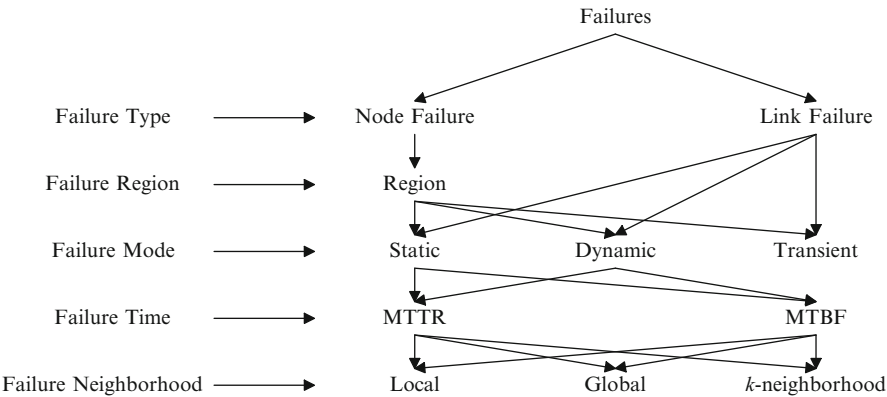 Failures
Failure Type Node Failure Link Failure
Failure Region Region
Failure Mode Static Dynamic Transient
Failure Time MTTR MTBF
Failure Neighborhood Local Global k-neighborhood